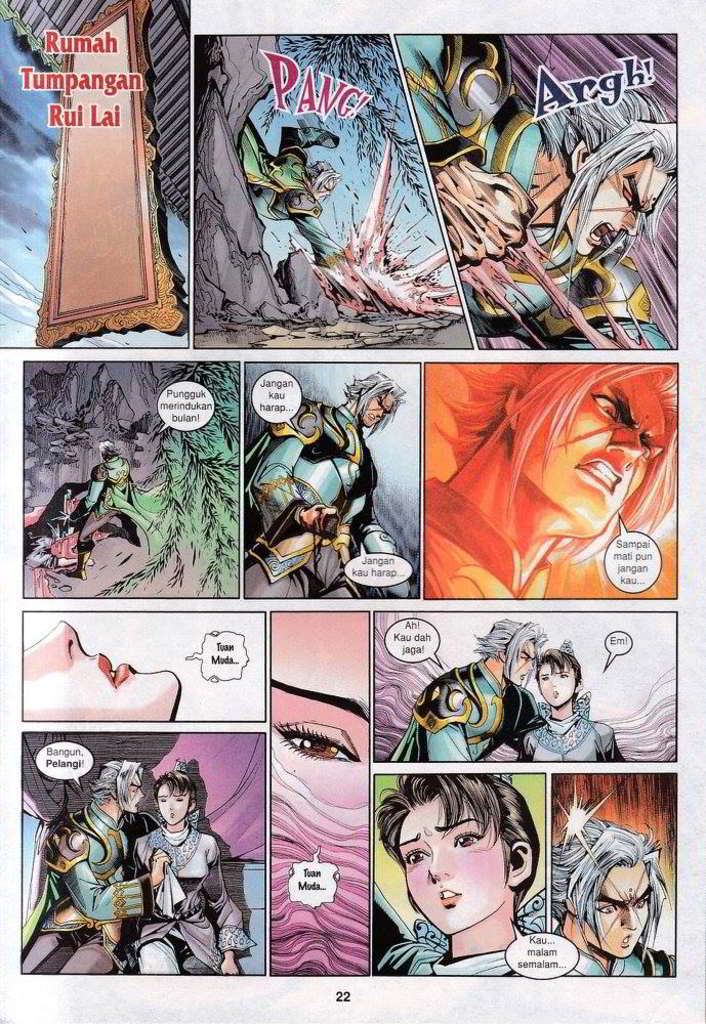 Rumah
Tumpangan
Rui Lai
PANG!
Argh!
Pungguk
merindukan
bulan!
Jangan
kau
harap...
Jangan
kau harap...
Sampai
mati pun
jangan
kau...
Tuan
Muda...
Tuan
Muda...
Ah!
Kau dah
jaga!
Em!
Bangun,
Pelangi!
Kau...
malam
semalam...
22